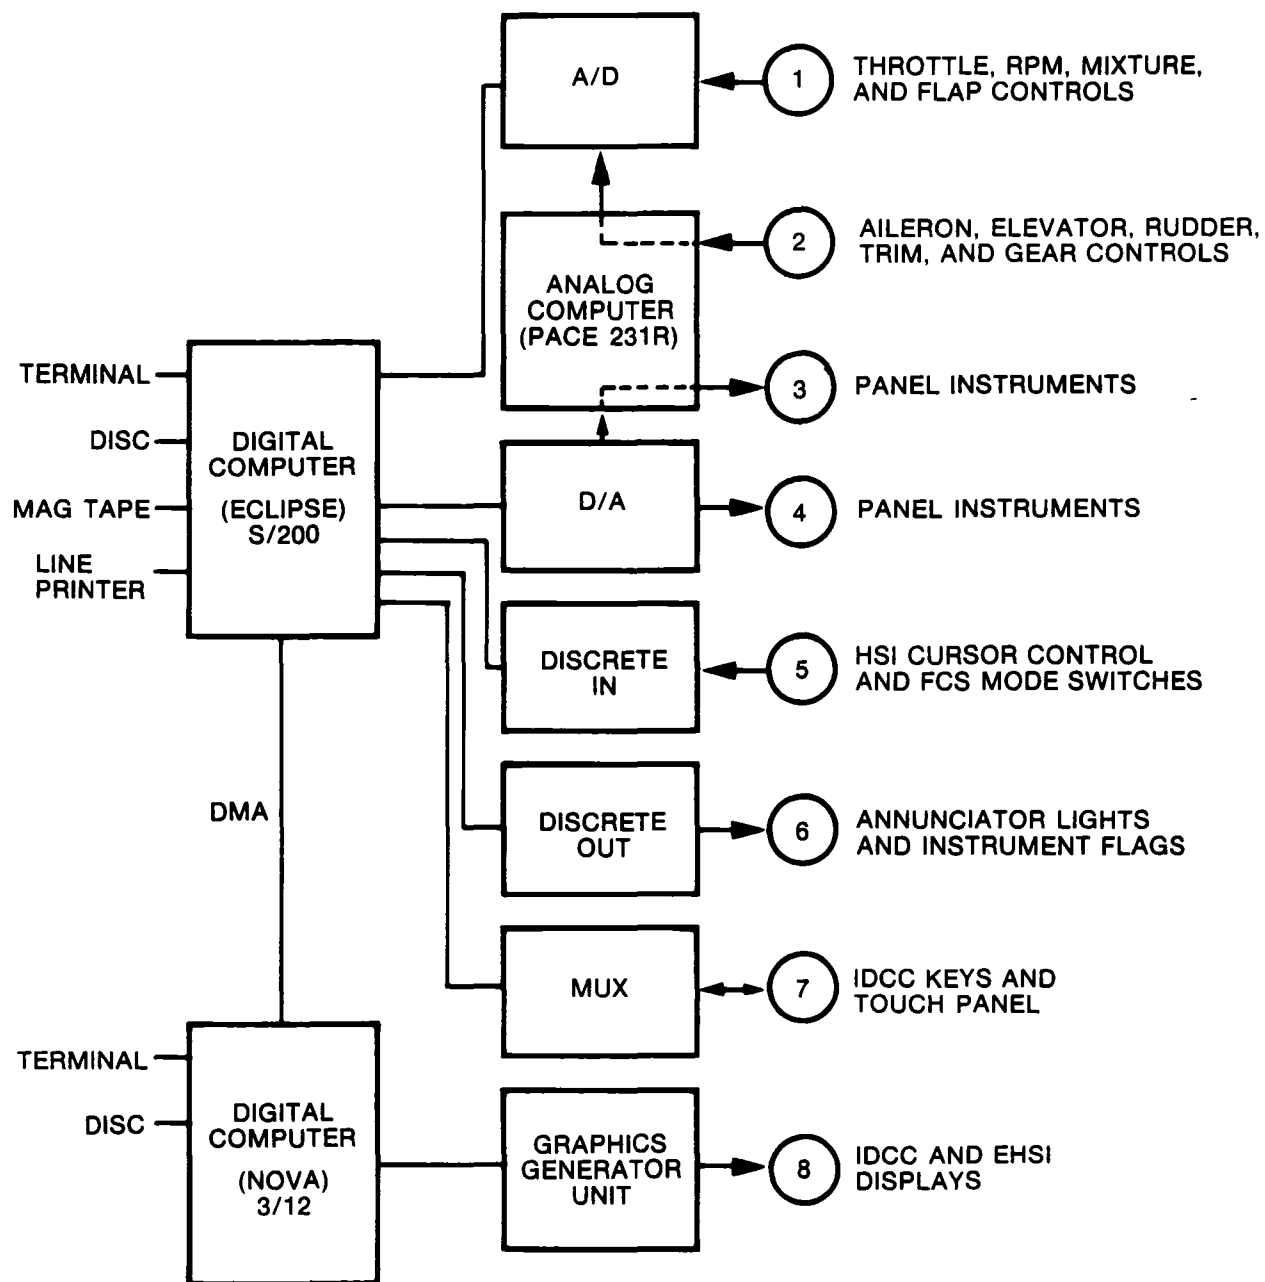 A/D
1
THROTTLE, RPM, MIXTURE,
AND FLAP CONTROLS
2
AILERON, ELEVATOR, RUDDER,
TRIM, AND GEAR CONTROLS
ANALOG
COMPUTER
(PACE 231R)
3
PANEL INSTRUMENTS
TERMINAL
DISC
MAG TAPE
LINE
PRINTER
DIGITAL
COMPUTER
(ECLIPSE)
S/200
D/A
4
PANEL INSTRUMENTS
DISCRETE
IN
5
HSI CURSOR CONTROL
AND FCS MODE SWITCHES
DMA
DISCRETE
OUT
6
ANNUNCIATOR LIGHTS
AND INSTRUMENT FLAGS
MUX
7
IDCC KEYS AND
TOUCH PANEL
TERMINAL
DISC
DIGITAL
COMPUTER
(NOVA)
3/12
GRAPHICS
GENERATOR
UNIT
8
IDCC AND EHSI
DISPLAYS